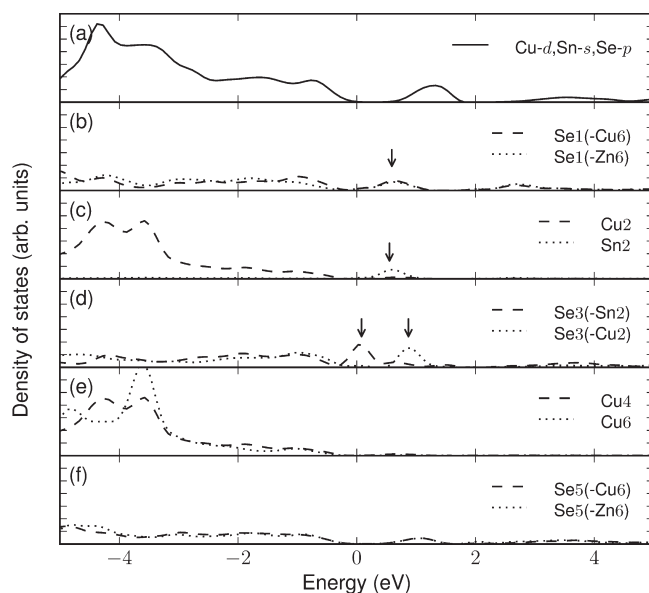 (a)
Cu-d,Sn-s,Se-p
(b)
Se1(-Cu6)
Se1(-Zn6)
(c)
Cu2
Sn2
(d)
Se3(-Sn2)
Se3(-Cu2)
(e)
Cu4
Cu6
(f)
Se5(-Cu6)
Se5(-Zn6)
Density of states (arb. units)
−4 −2 0 2 4
Energy (eV)